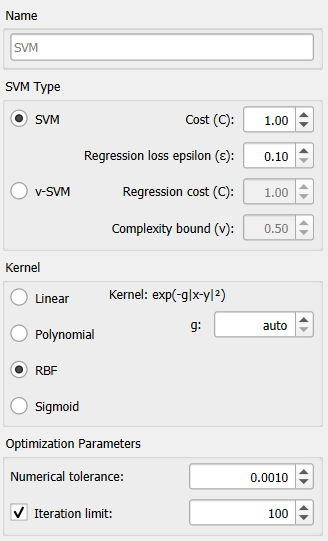 Name
SVM
SVM Type
SVM Cost (C): 1.00
Regression loss epsilon (ε): 0.10
ν-SVM Regression cost (C): 1.00
Complexity bound (ν): 0.50
Kernel
Linear Kernel: exp(-g|x-y|²)
g: auto
Polynomial
RBF
Sigmoid
Optimization Parameters
Numerical tolerance: 0.0010
Iteration limit: 100